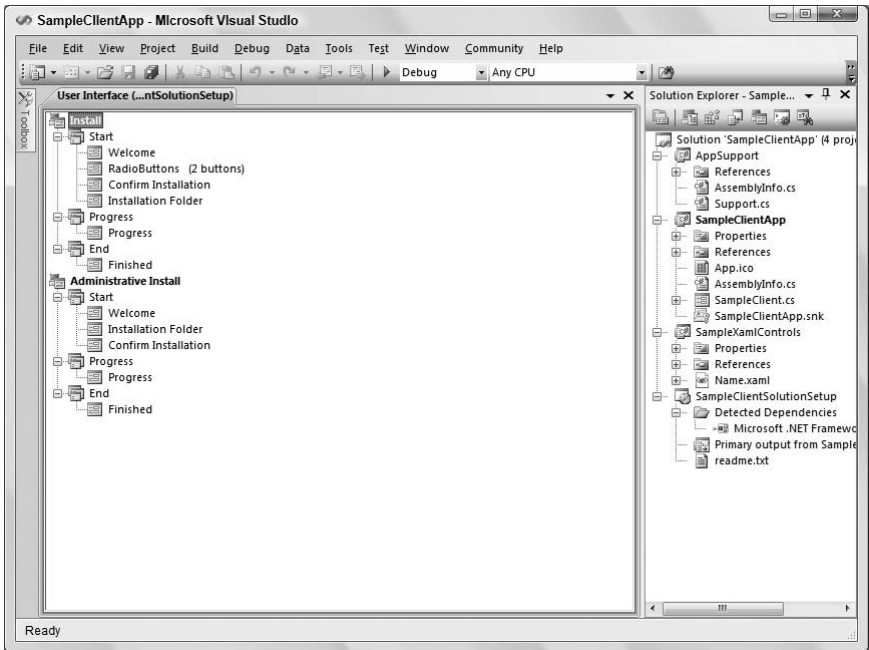 SampleClientApp - Microsoft Visual Studio
File Edit View Project Build Debug Data Tools Test Window Community Help
Debug Any CPU
Toolbox
User Interface (...ntSolutionSetup)
Install
Start
Welcome
RadioButtons (2 buttons)
Confirm Installation
Installation Folder
Progress
Progress
End
Finished
Administrative Install
Start
Welcome
Installation Folder
Confirm Installation
Progress
Progress
End
Finished
Solution Explorer - Sample...
Solution 'SampleClientApp' (4 proj
AppSupport
References
AssemblyInfo.cs
Support.cs
SampleClientApp
Properties
References
App.ico
AssemblyInfo.cs
SampleClient.cs
SampleClientApp.snk
SampleXamlControls
Properties
References
Name.xaml
SampleClientSolutionSetup
Detected Dependencies
Microsoft .NET Framewo
Primary output from Sample
readme.txt
Ready